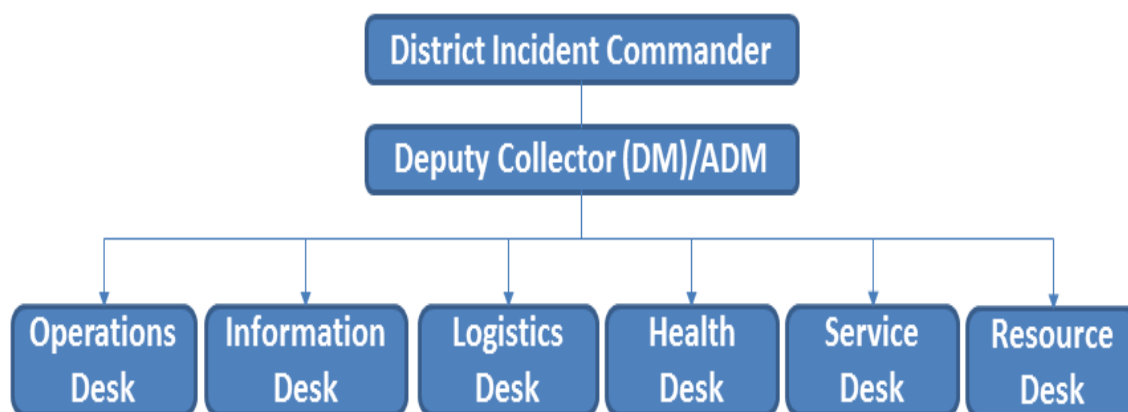 District Incident Commander
Deputy Collector (DM)/ADM
Operations
Desk
Information
Desk
Logistics
Desk
Health
Desk
Service
Desk
Resource
Desk